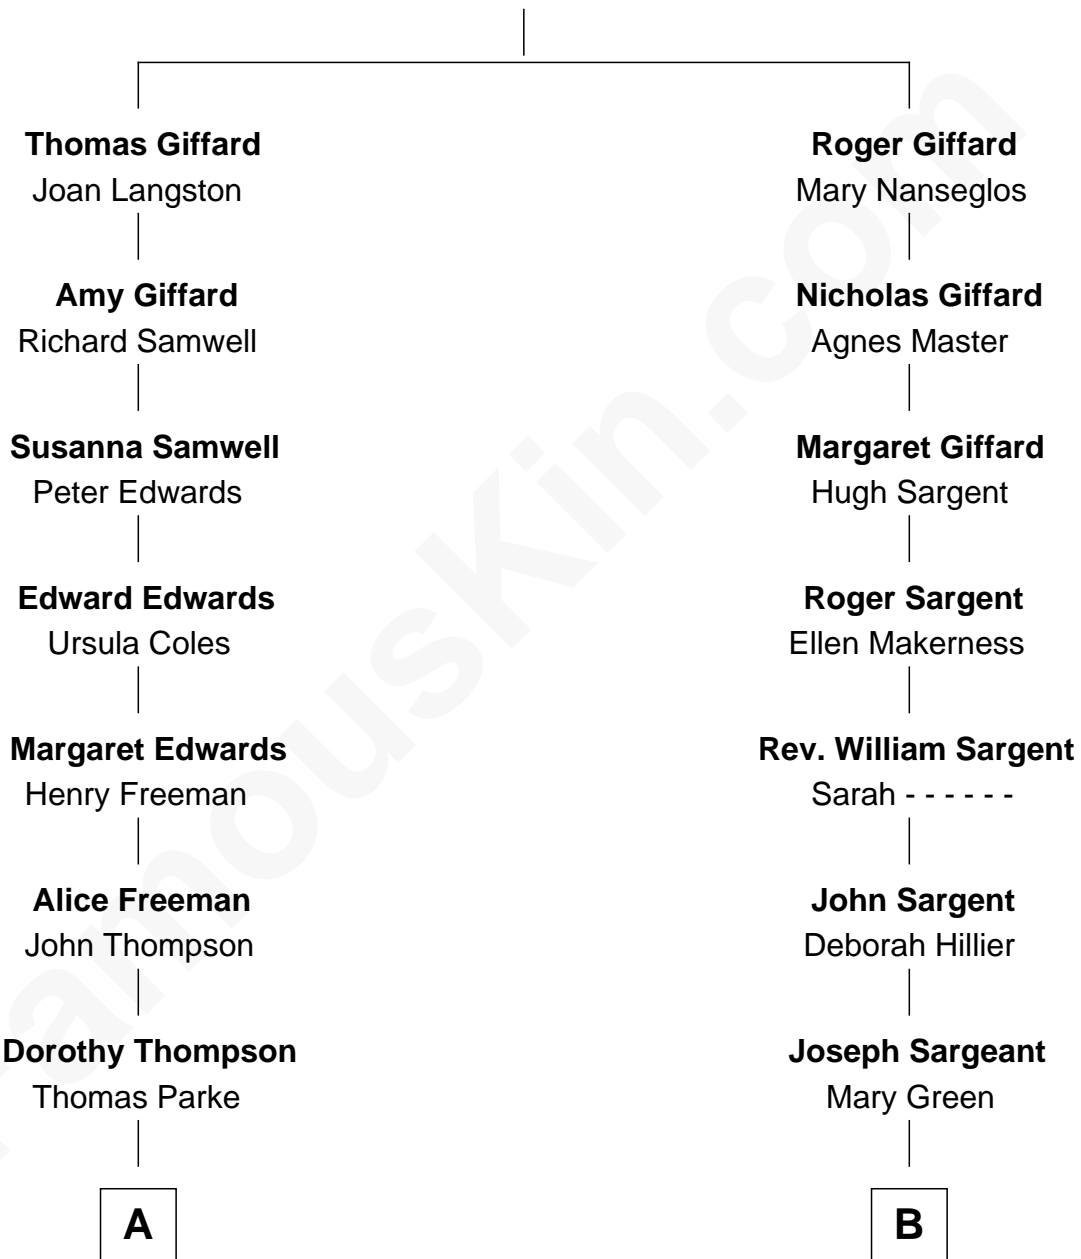 Thomas Giffard
Joan Langston
Amy Giffard
Richard Samwell
Susanna Samwell
Peter Edwards
Edward Edwards
Ursula Coles
Margaret Edwards
Henry Freeman
Alice Freeman
John Thompson
Dorothy Thompson
Thomas Parke
A
Roger Giffard
Mary Nanseglos
Nicholas Giffard
Agnes Master
Margaret Giffard
Hugh Sargent
Roger Sargent
Ellen Makerness
Rev. William Sargent
Sarah - - - - - -
John Sargent
Deborah Hillier
Joseph Sargeant
Mary Green
B
FamousKin.com